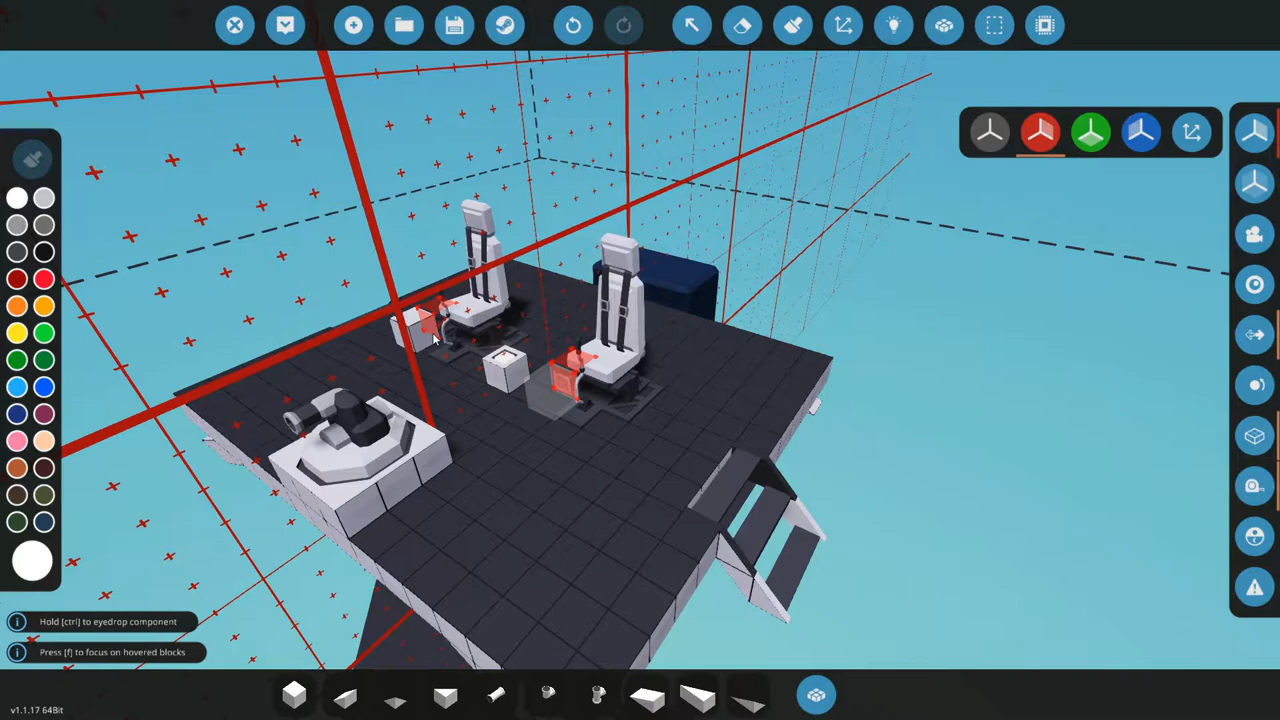 Hold [ctrl] to eyedrop component
Press [f] to focus on hovered blocks
v1.1.17 64Bit